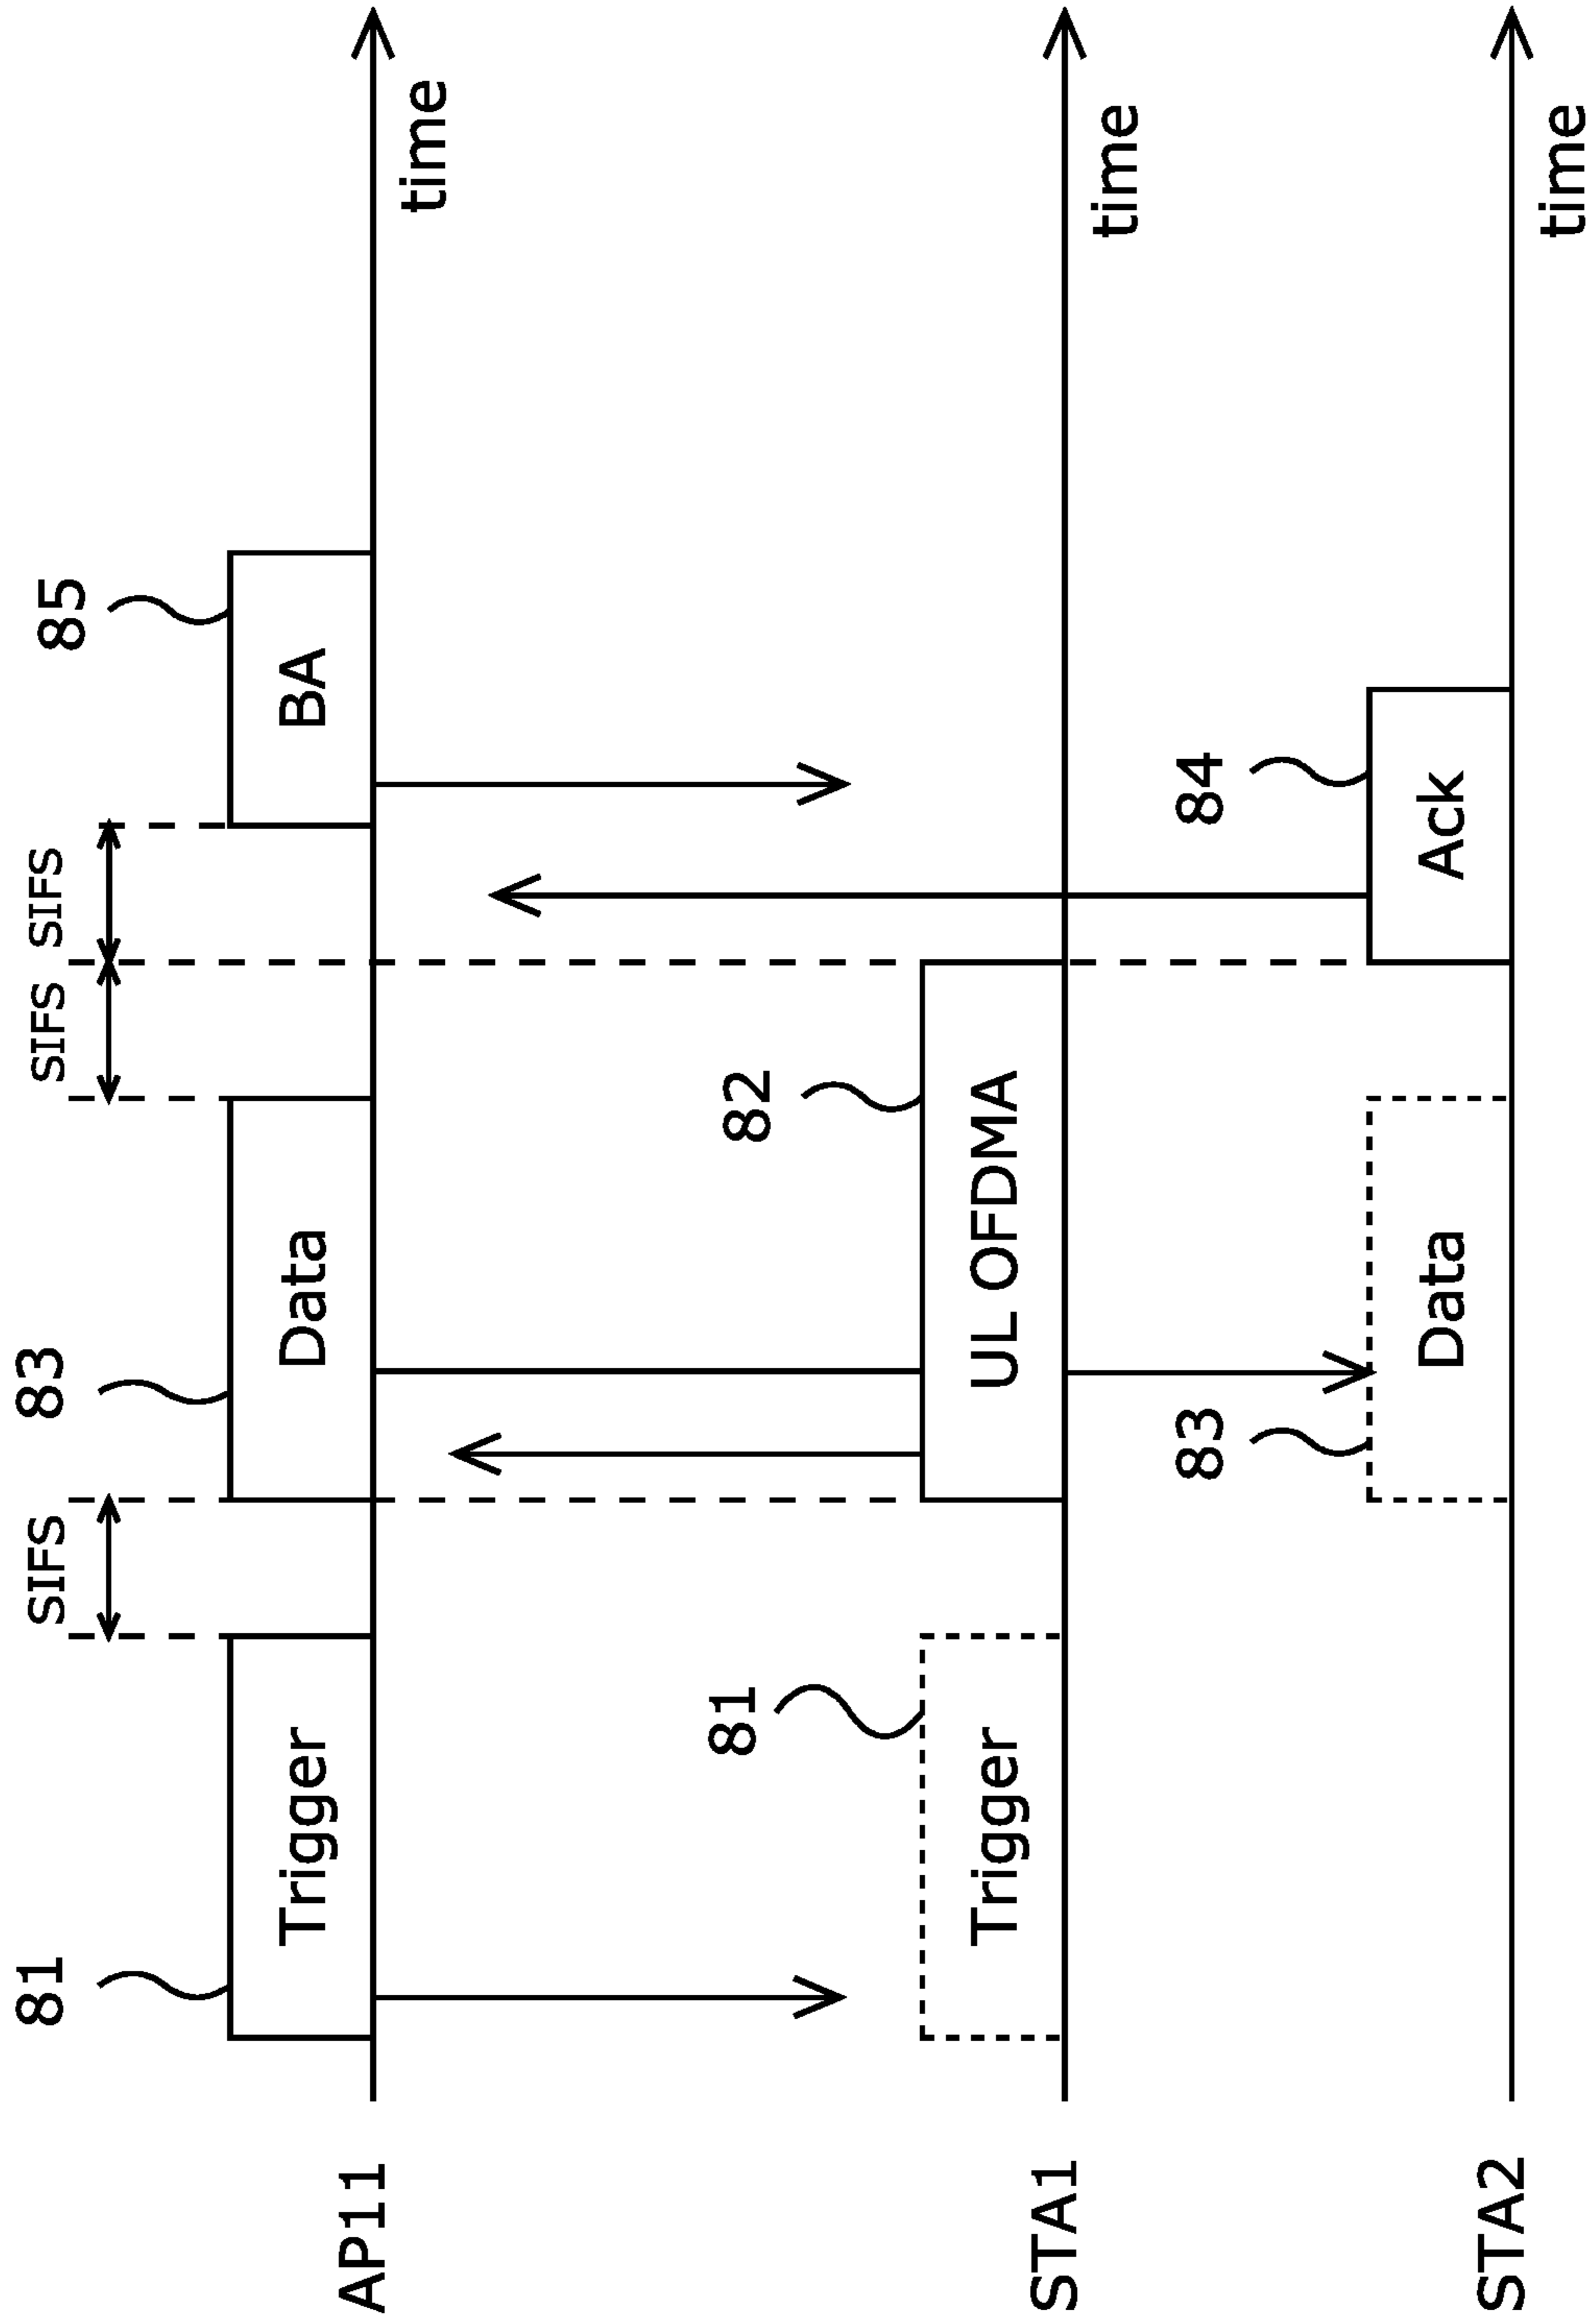 81
83
SIFS
SIFS
SIFS
85
AP11
Trigger
Data
BA
time
81
82
STA1
Trigger
UL OFDMA
time
83
84
STA2
Data
Ack
time